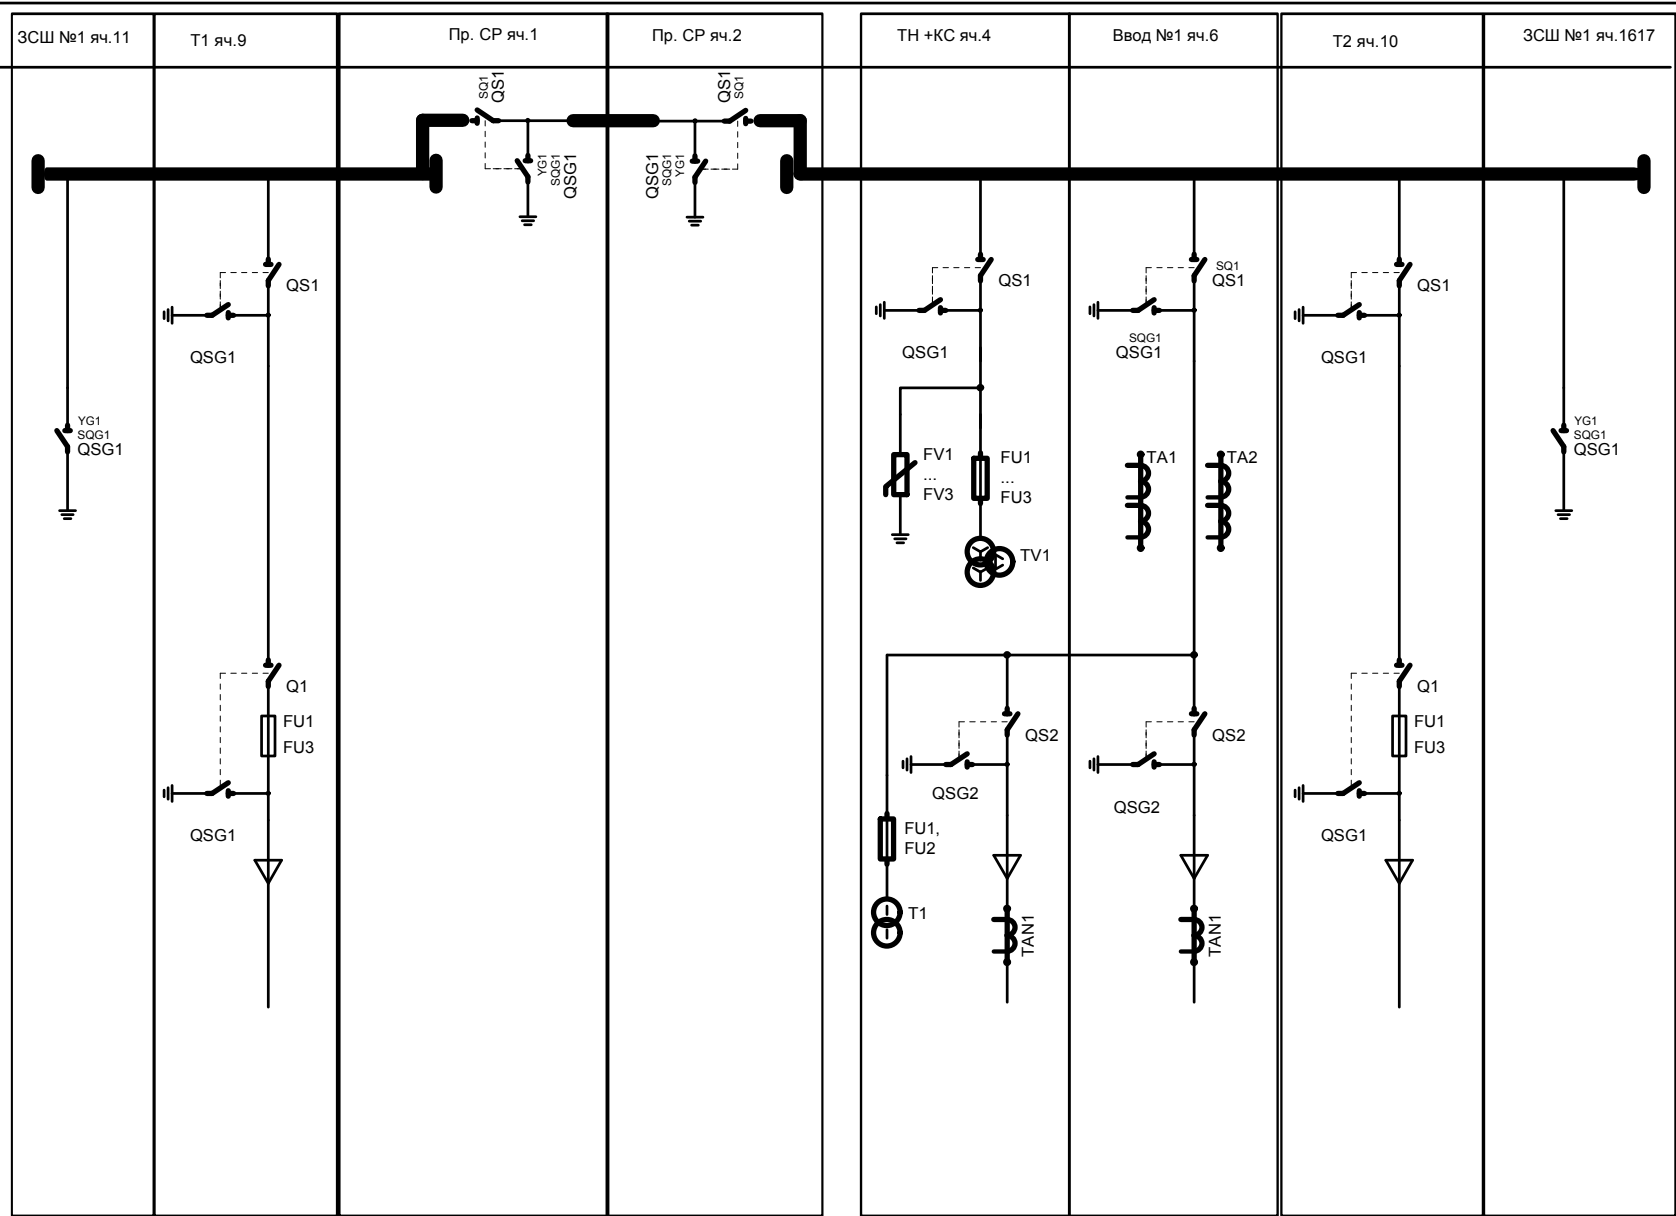 ЗСШ №1 яч.11
Т1 яч.9
Пр. СР яч.1
Пр. СР яч.2
ТН +КС яч.4
Ввод №1 яч.6
Т2 яч.10
ЗСШ №1 яч.1617
SQ1
QS1
YG1
SQG1
QSG1
QS1
SQ1
QSG1
SQG1
YG1
YG1
SQG1
QSG1
QS1
QSG1
Q1
FU1
FU3
QSG1
QS1
QSG1
FV1
...
FV3
FU1
...
FU3
TV1
QS2
QSG2
FU1,
FU2
T1
TAN1
SQ1
QS1
SQG1
QSG1
TA1
TA2
QS2
QSG2
TAN1
QS1
QSG1
Q1
FU1
FU3
QSG1
YG1
SQG1
QSG1